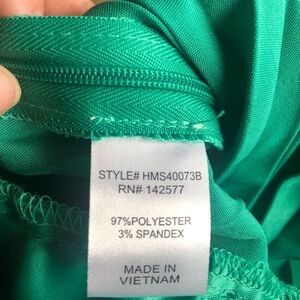 STYLE# HMS40073B
RN# 142577
97%POLYESTER
3% SPANDEX
MADE IN
VIETNAM